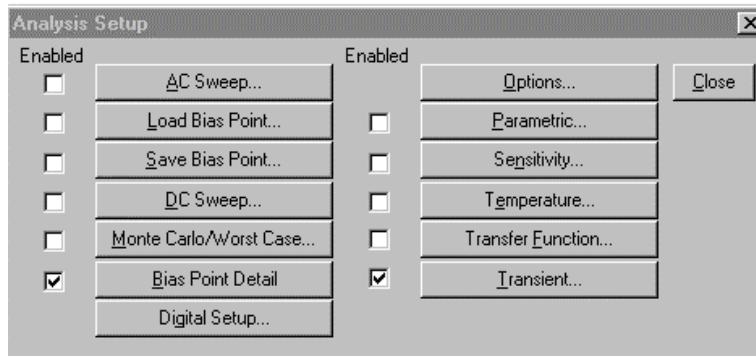 Analysis Setup
Enabled
Enabled
AC Sweep...
Options...
Close
Load Bias Point...
Parametric...
Save Bias Point...
Sensitivity...
DC Sweep...
Temperature...
Monte Carlo/Worst Case...
Transfer Function...
Bias Point Detail
Transient...
Digital Setup...